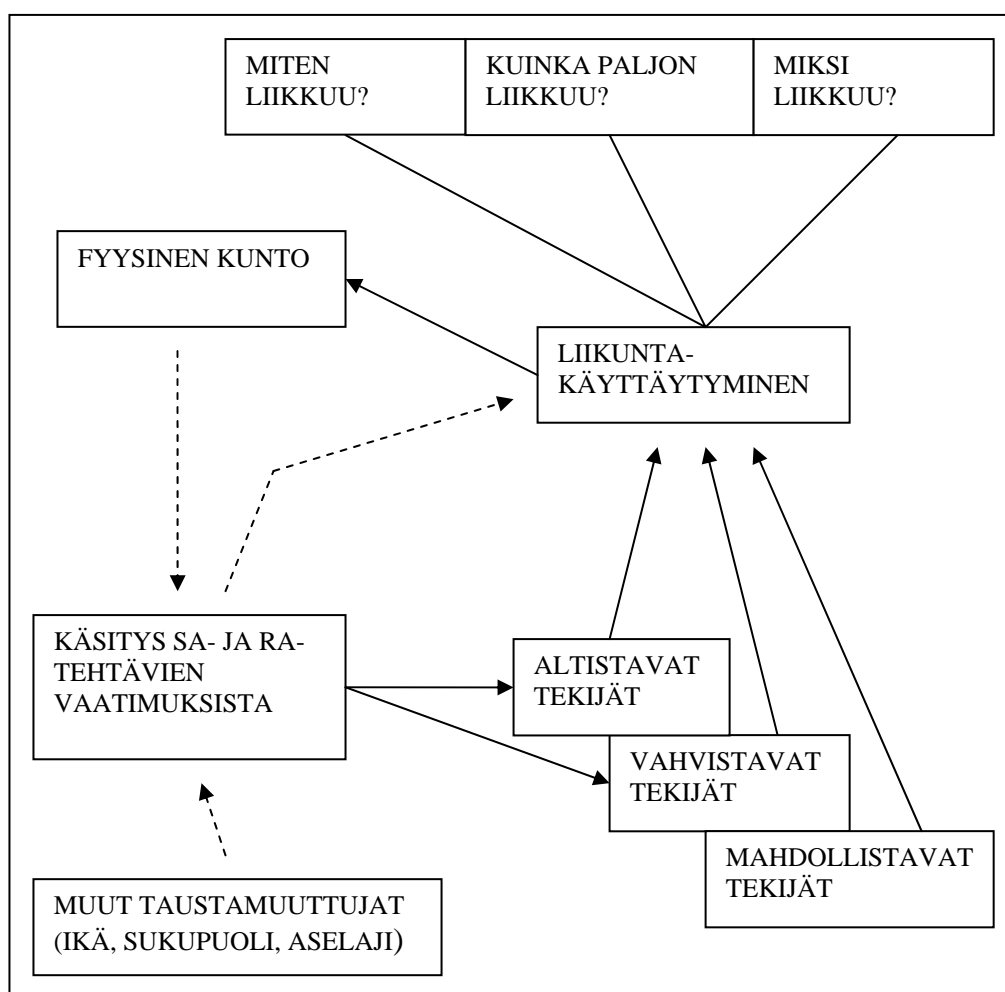 MITEN
LIIKKUU?
KUINKA PALJON
LIIKKUU?
MIKSI
LIIKKUU?
FYYSINEN KUNTO
LIIKUNTA-
KÄYTTÄYTYMINEN
KÄSITYS SA- JA RA-
TEHTÄVIEN
VAATIMUKSISTA
ALTISTAVAT
TEKIJÄT
VAHVISTAVAT
TEKIJÄT
MAHDOLLISTAVAT
TEKIJÄT
MUUT TAUSTAMUUTTUJAT
(IKÄ, SUKUPUOLI, ASELAJI)